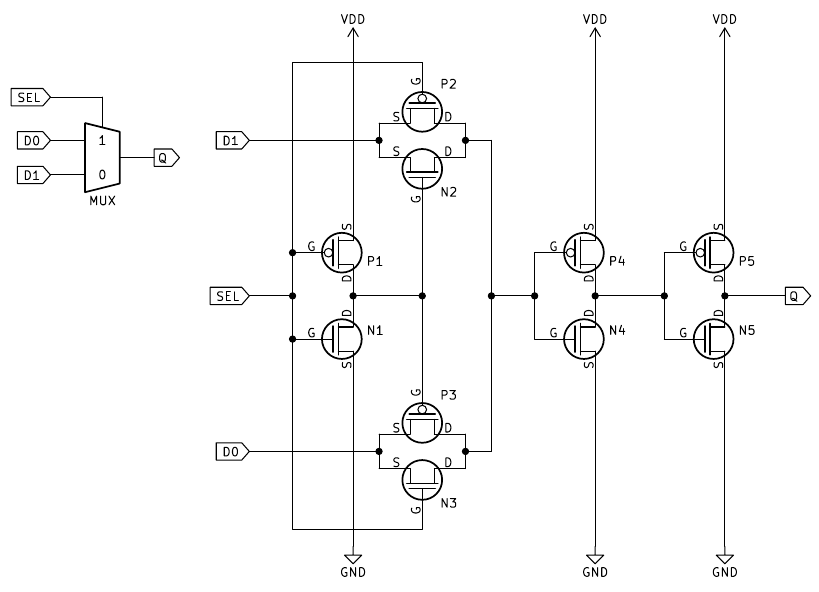 VDD VDD VDD
G P2
SEL S D
D0 1 D1
Q S D
D1 0
MUX G N2
S S S
G P1 G P4 G P5
D D D
SEL Q
D D D
G N1 G N4 G N5
S S S
G P3
S D
D0
S D
G N3
GND GND GND